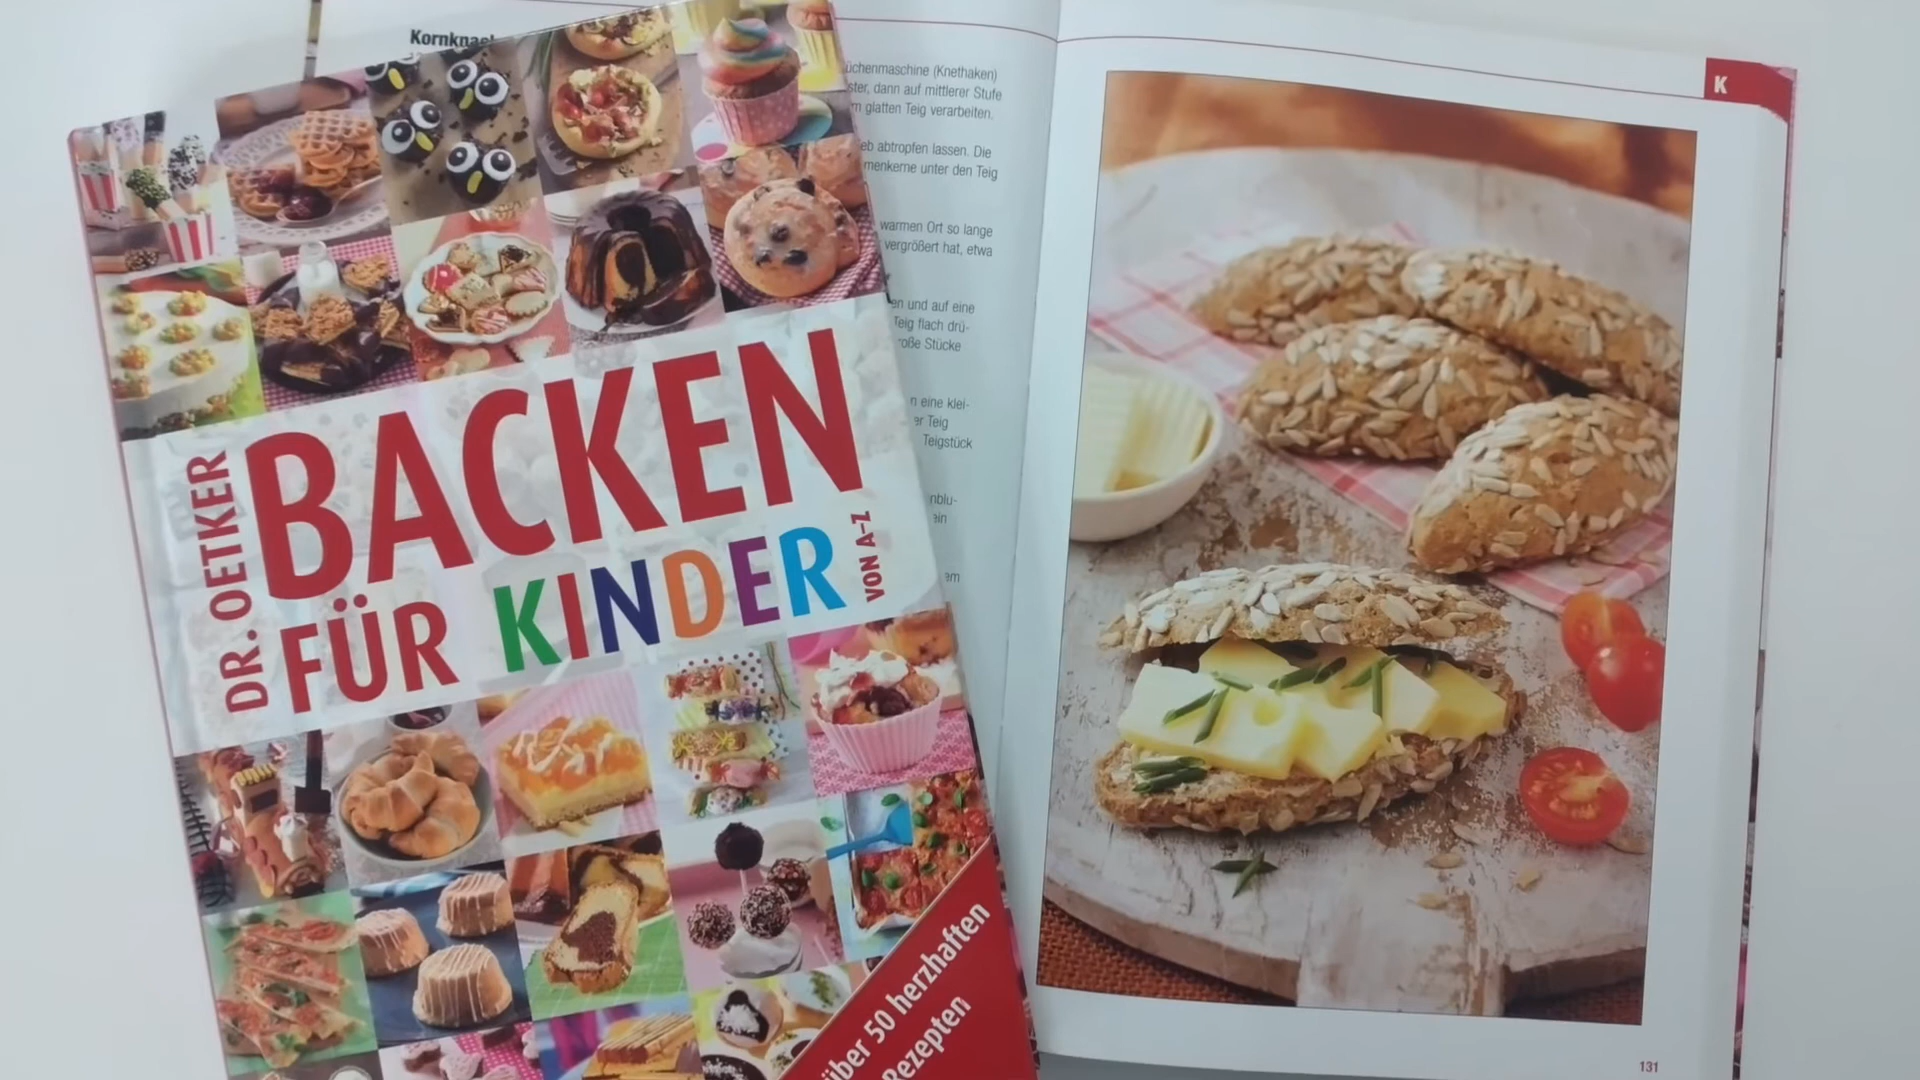 DR. OETKER
BACKEN
FÜR KINDER
VON A–Z
über 50 herzhaften
Rezepten
üchenmaschine (Knethaken)
ster, dann auf mittlerer Stufe
m glatten Teig verarbeiten.
eb abtropfen lassen. Die
menkerne unter den Teig
warmen Ort so lange
vergrößert hat, etwa
en und auf eine
Teig flach drü-
roße Stücke
n eine klei-
er Teig
Teigstück
nblu-
ein
em
K
131